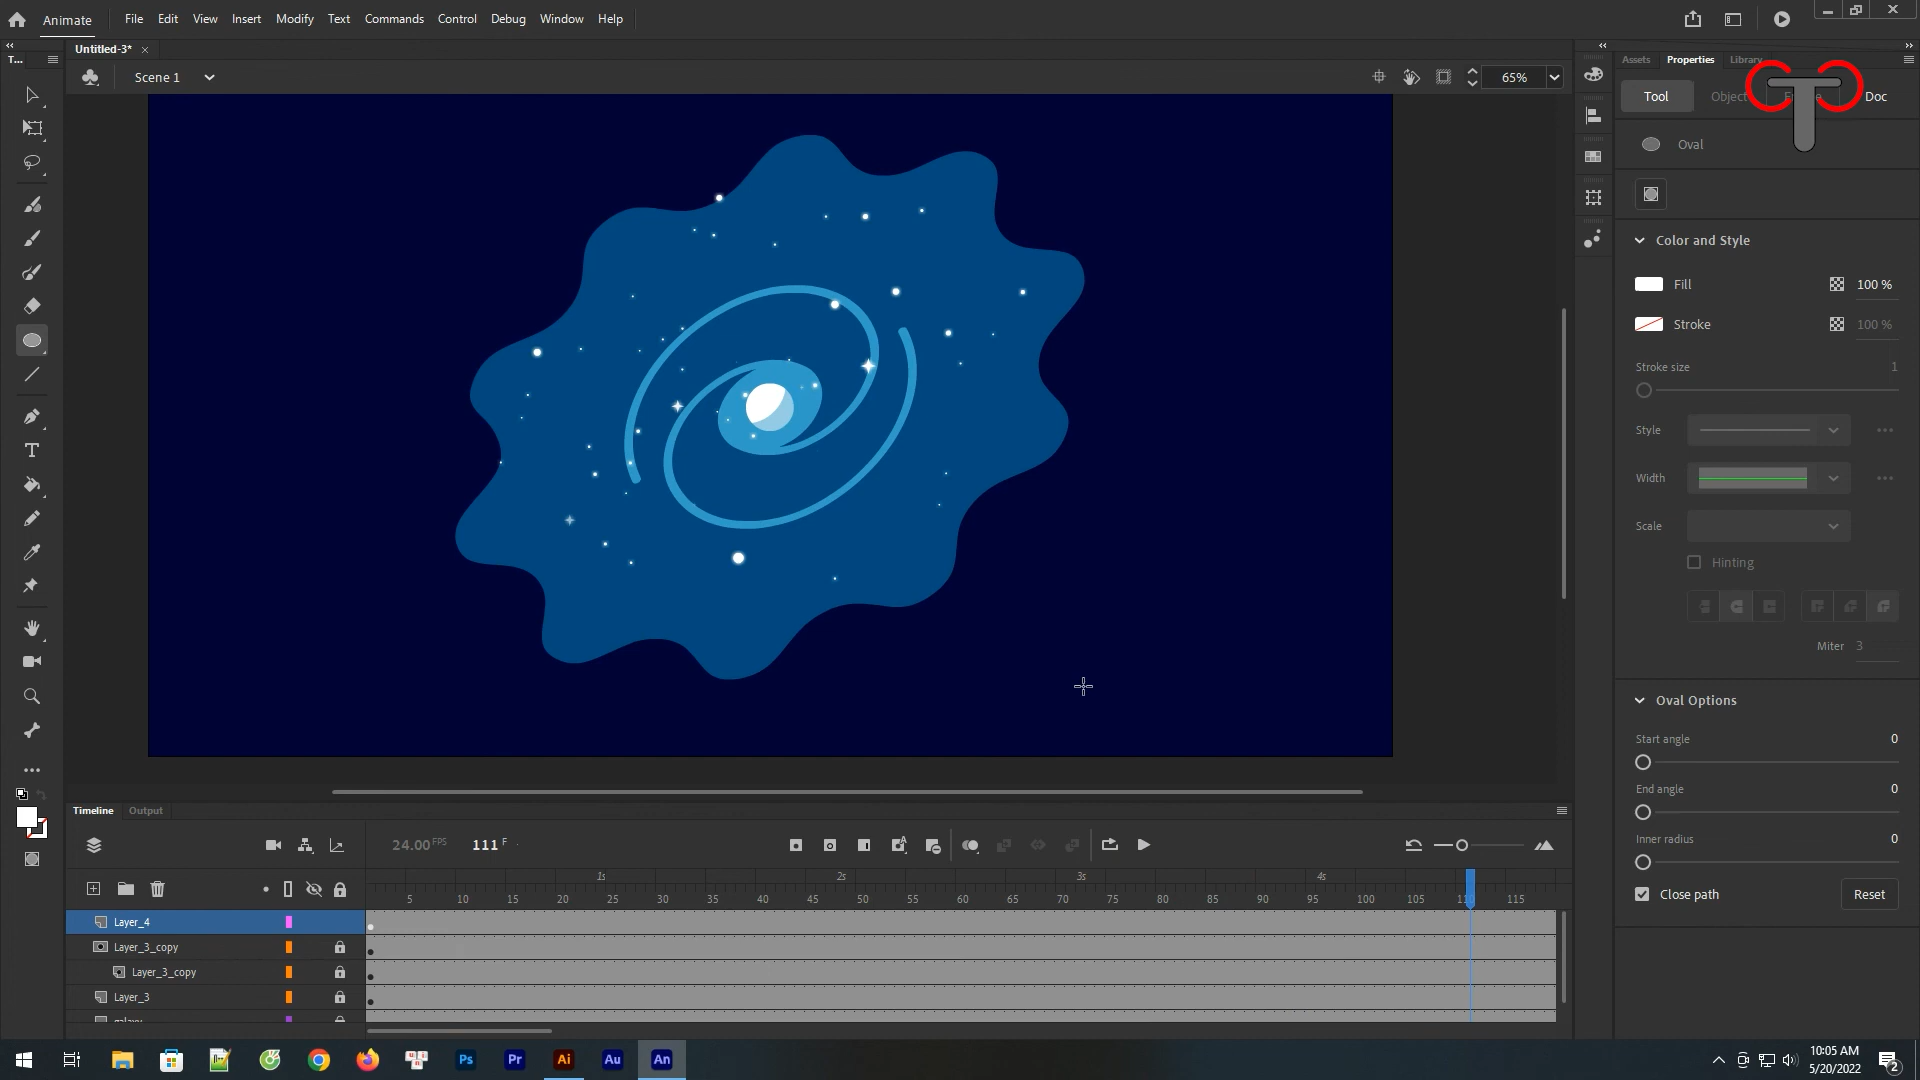 Animate File Edit View Insert Modify Text Commands Control Debug Window Help
Untitled-3*
T...
Scene 1
65%
Assets Properties Library
Tool Object Doc
Oval
Color and Style
Fill 100 %
Stroke 100 %
Stroke size 1
Style
Width
Scale
Hinting
Miter 3
Oval Options
Start angle 0
End angle 0
Inner radius 0
Close path Reset
Timeline Output
24.00 FPS 111 F
1s 2s 3s 4s
5 10 15 20 25 30 35 40 45 50 55 60 65 70 75 80 85 90 95 100 105 110 115
Layer_4
Layer_3_copy
Layer_3_copy
Layer_3
galaxy
Ps Pr Ai Au An
10:05 AM
5/20/2022
2